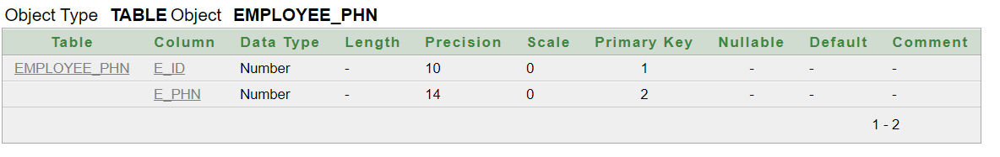 Object Type TABLE Object EMPLOYEE_PHN
Table Column Data Type Length Precision Scale Primary Key Nullable Default Comment
EMPLOYEE_PHN E_ID Number - 10 0 1 - - -
E_PHN Number - 14 0 2 - - -
1 - 2